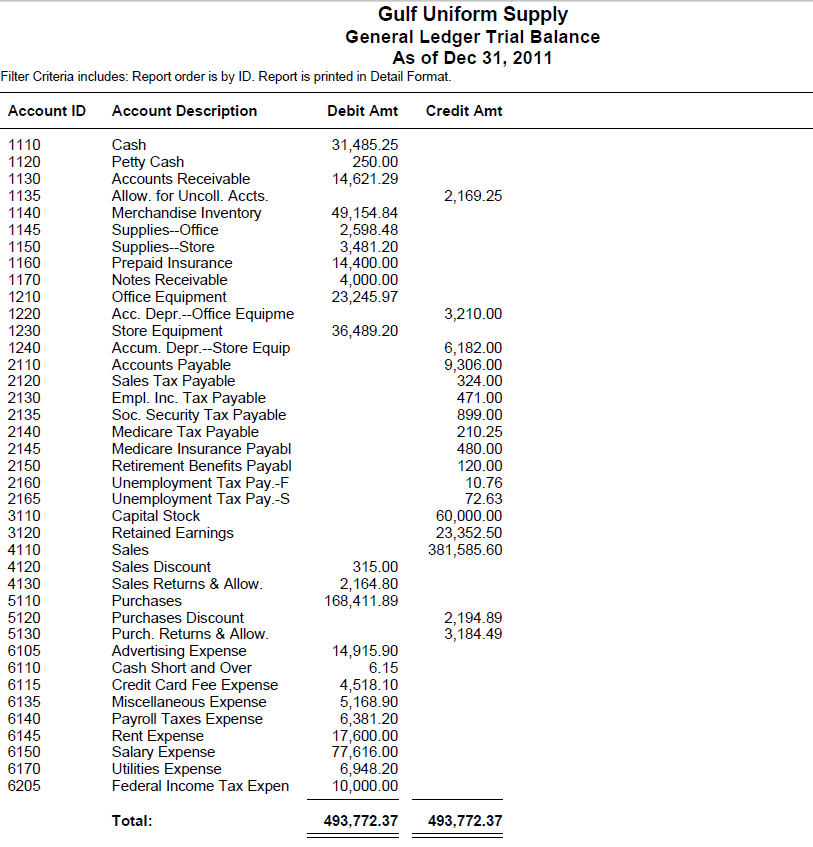 Gulf Uniform Supply
General Ledger Trial Balance
As of Dec 31, 2011
Filter Criteria includes: Report order is by ID. Report is printed in Detail Format.
Account ID Account Description Debit Amt Credit Amt
1110 Cash 31,485.25
1120 Petty Cash 250.00
1130 Accounts Receivable 14,621.29
1135 Allow. for Uncoll. Accts. 2,169.25
1140 Merchandise Inventory 49,154.84
1145 Supplies--Office 2,598.48
1150 Supplies--Store 3,481.20
1160 Prepaid Insurance 14,400.00
1170 Notes Receivable 4,000.00
1210 Office Equipment 23,245.97
1220 Acc. Depr.--Office Equipme 3,210.00
1230 Store Equipment 36,489.20
1240 Accum. Depr.--Store Equip 6,182.00
2110 Accounts Payable 9,306.00
2120 Sales Tax Payable 324.00
2130 Empl. Inc. Tax Payable 471.00
2135 Soc. Security Tax Payable 899.00
2140 Medicare Tax Payable 210.25
2145 Medicare Insurance Payabl 480.00
2150 Retirement Benefits Payabl 120.00
2160 Unemployment Tax Pay.-F 10.76
2165 Unemployment Tax Pay.-S 72.63
3110 Capital Stock 60,000.00
3120 Retained Earnings 23,352.50
4110 Sales 381,585.60
4120 Sales Discount 315.00
4130 Sales Returns & Allow. 2,164.80
5110 Purchases 168,411.89
5120 Purchases Discount 2,194.89
5130 Purch. Returns & Allow. 3,184.49
6105 Advertising Expense 14,915.90
6110 Cash Short and Over 6.15
6115 Credit Card Fee Expense 4,518.10
6135 Miscellaneous Expense 5,168.90
6140 Payroll Taxes Expense 6,381.20
6145 Rent Expense 17,600.00
6150 Salary Expense 77,616.00
6170 Utilities Expense 6,948.20
6205 Federal Income Tax Expen 10,000.00
Total: 493,772.37 493,772.37